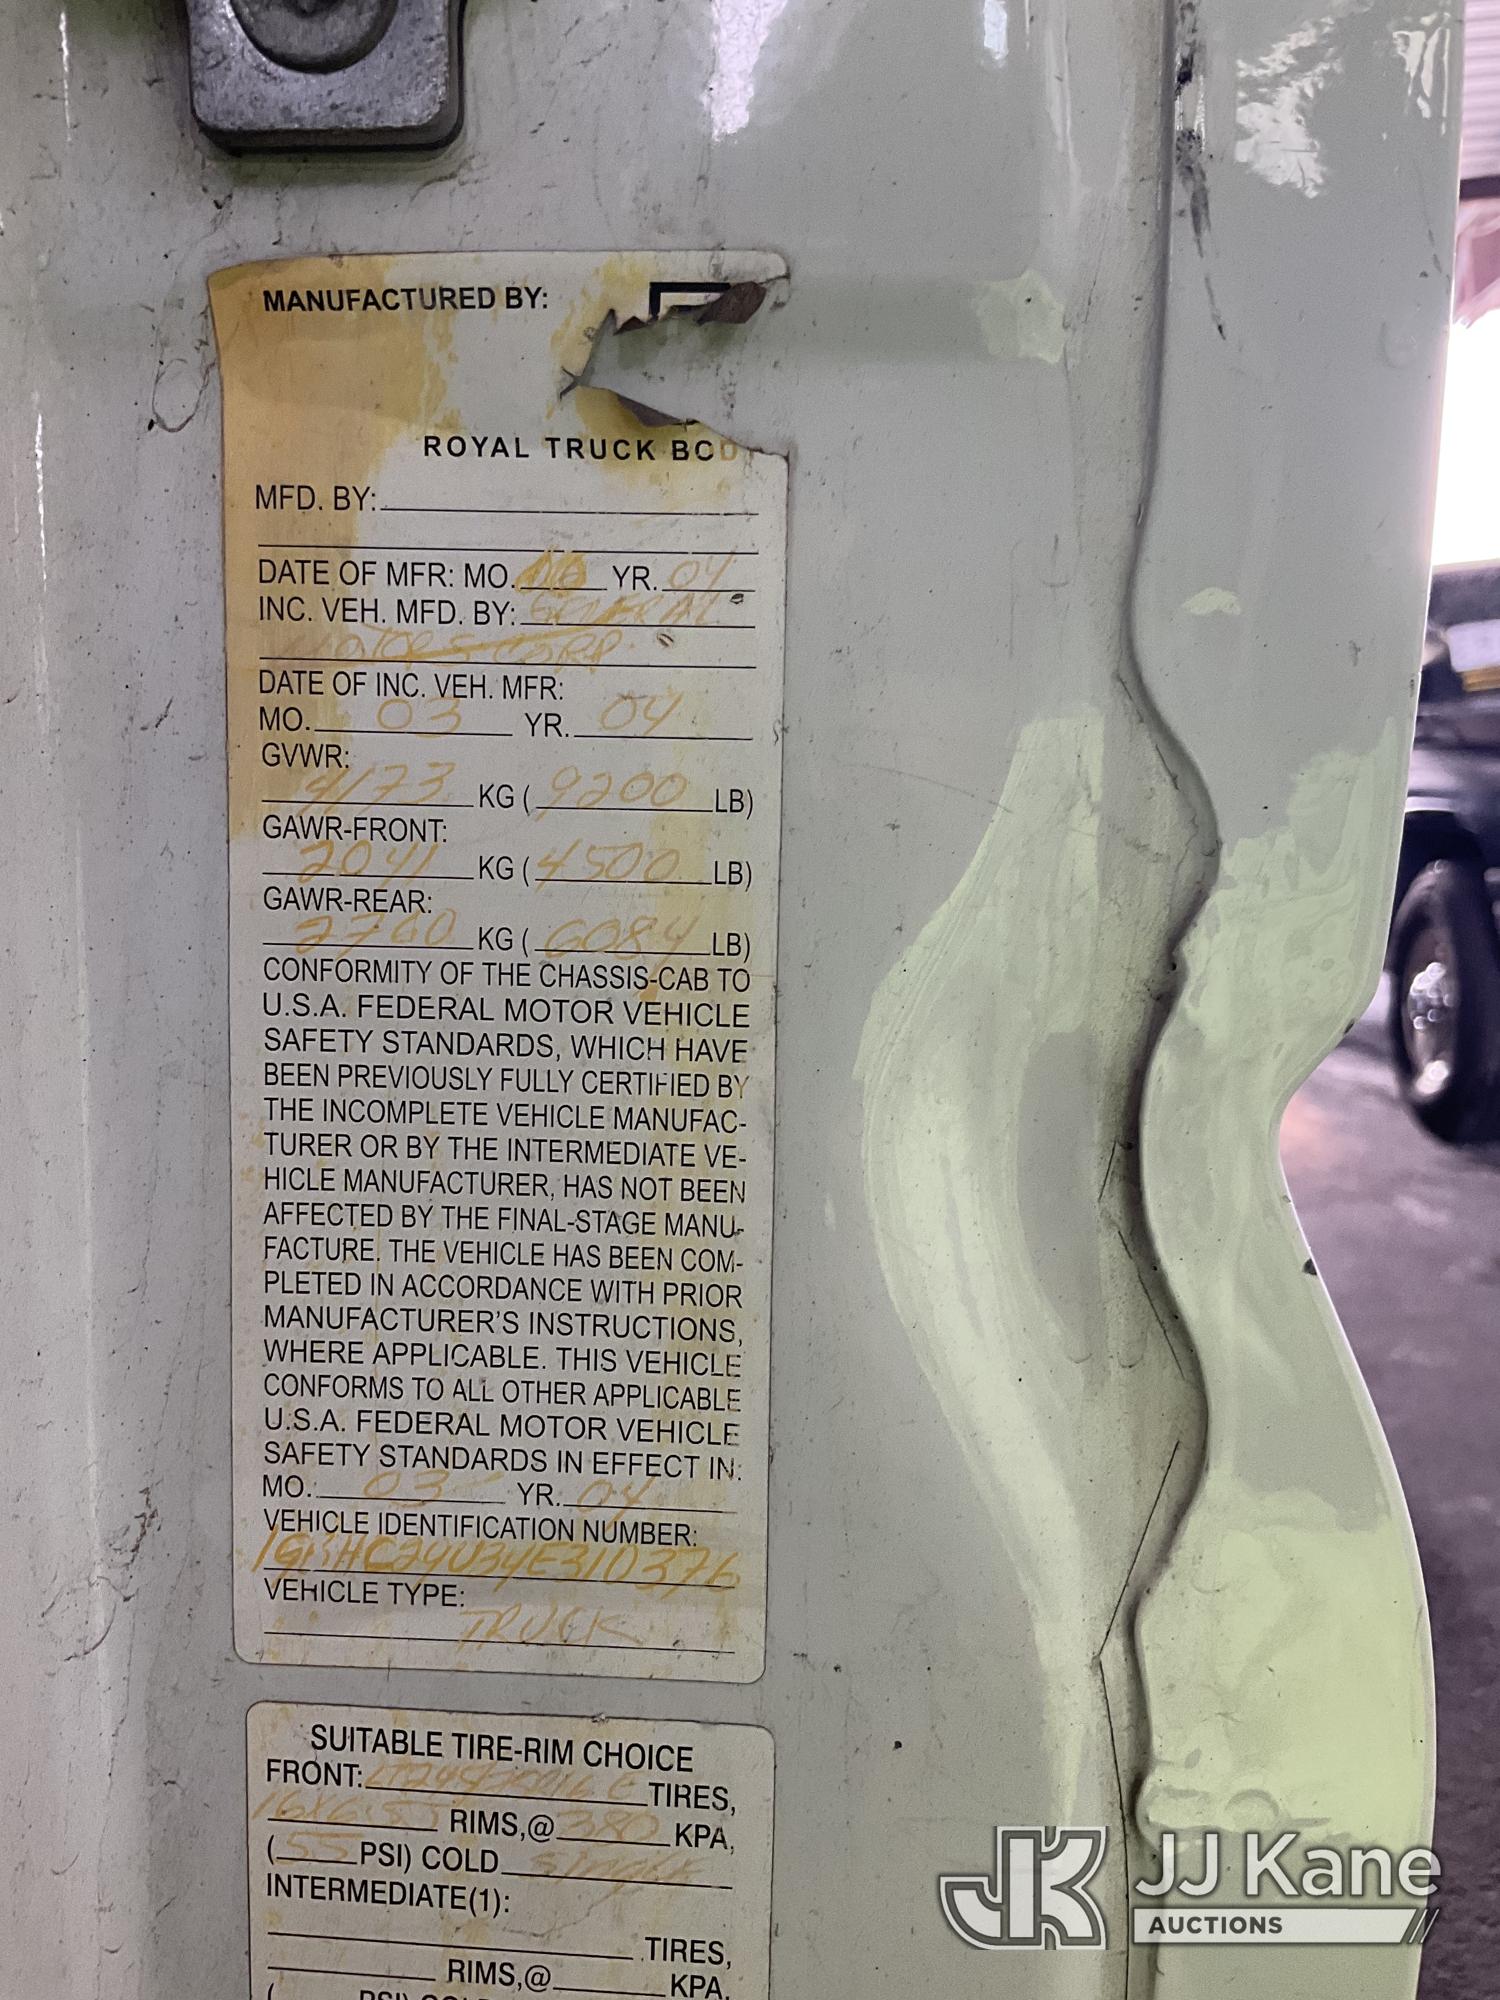 MANUFACTURED BY:
ROYAL TRUCK BOD
MFD. BY:
DATE OF MFR: MO. YR. 04
INC. VEH. MFD. BY: GENERAL
MOTORS CORP.
DATE OF INC. VEH. MFR:
MO. 03 YR. 04
GVWR:
4173 KG ( 9200 LB)
GAWR-FRONT:
2041 KG ( 4500 LB)
GAWR-REAR:
2760 KG ( 6084 LB)
CONFORMITY OF THE CHASSIS-CAB TO
U.S.A. FEDERAL MOTOR VEHICLE
SAFETY STANDARDS, WHICH HAVE
BEEN PREVIOUSLY FULLY CERTIFIED BY
THE INCOMPLETE VEHICLE MANUFAC-
TURER OR BY THE INTERMEDIATE VE-
HICLE MANUFACTURER, HAS NOT BEEN
AFFECTED BY THE FINAL-STAGE MANU-
FACTURE. THE VEHICLE HAS BEEN COM-
PLETED IN ACCORDANCE WITH PRIOR
MANUFACTURER'S INSTRUCTIONS,
WHERE APPLICABLE. THIS VEHICLE
CONFORMS TO ALL OTHER APPLICABLE
U.S.A. FEDERAL MOTOR VEHICLE
SAFETY STANDARDS IN EFFECT IN:
MO. 03 YR. 04
VEHICLE IDENTIFICATION NUMBER:
1GBHC24U34E310376
VEHICLE TYPE:
TRUCK
SUITABLE TIRE-RIM CHOICE
FRONT: TIRES,
16X6.5J RIMS,@ 380 KPA,
( 55 PSI) COLD SINGLE
INTERMEDIATE(1):
TIRES,
RIMS,@ KPA,
( PSI) COLD
JK JJ Kane
AUCTIONS